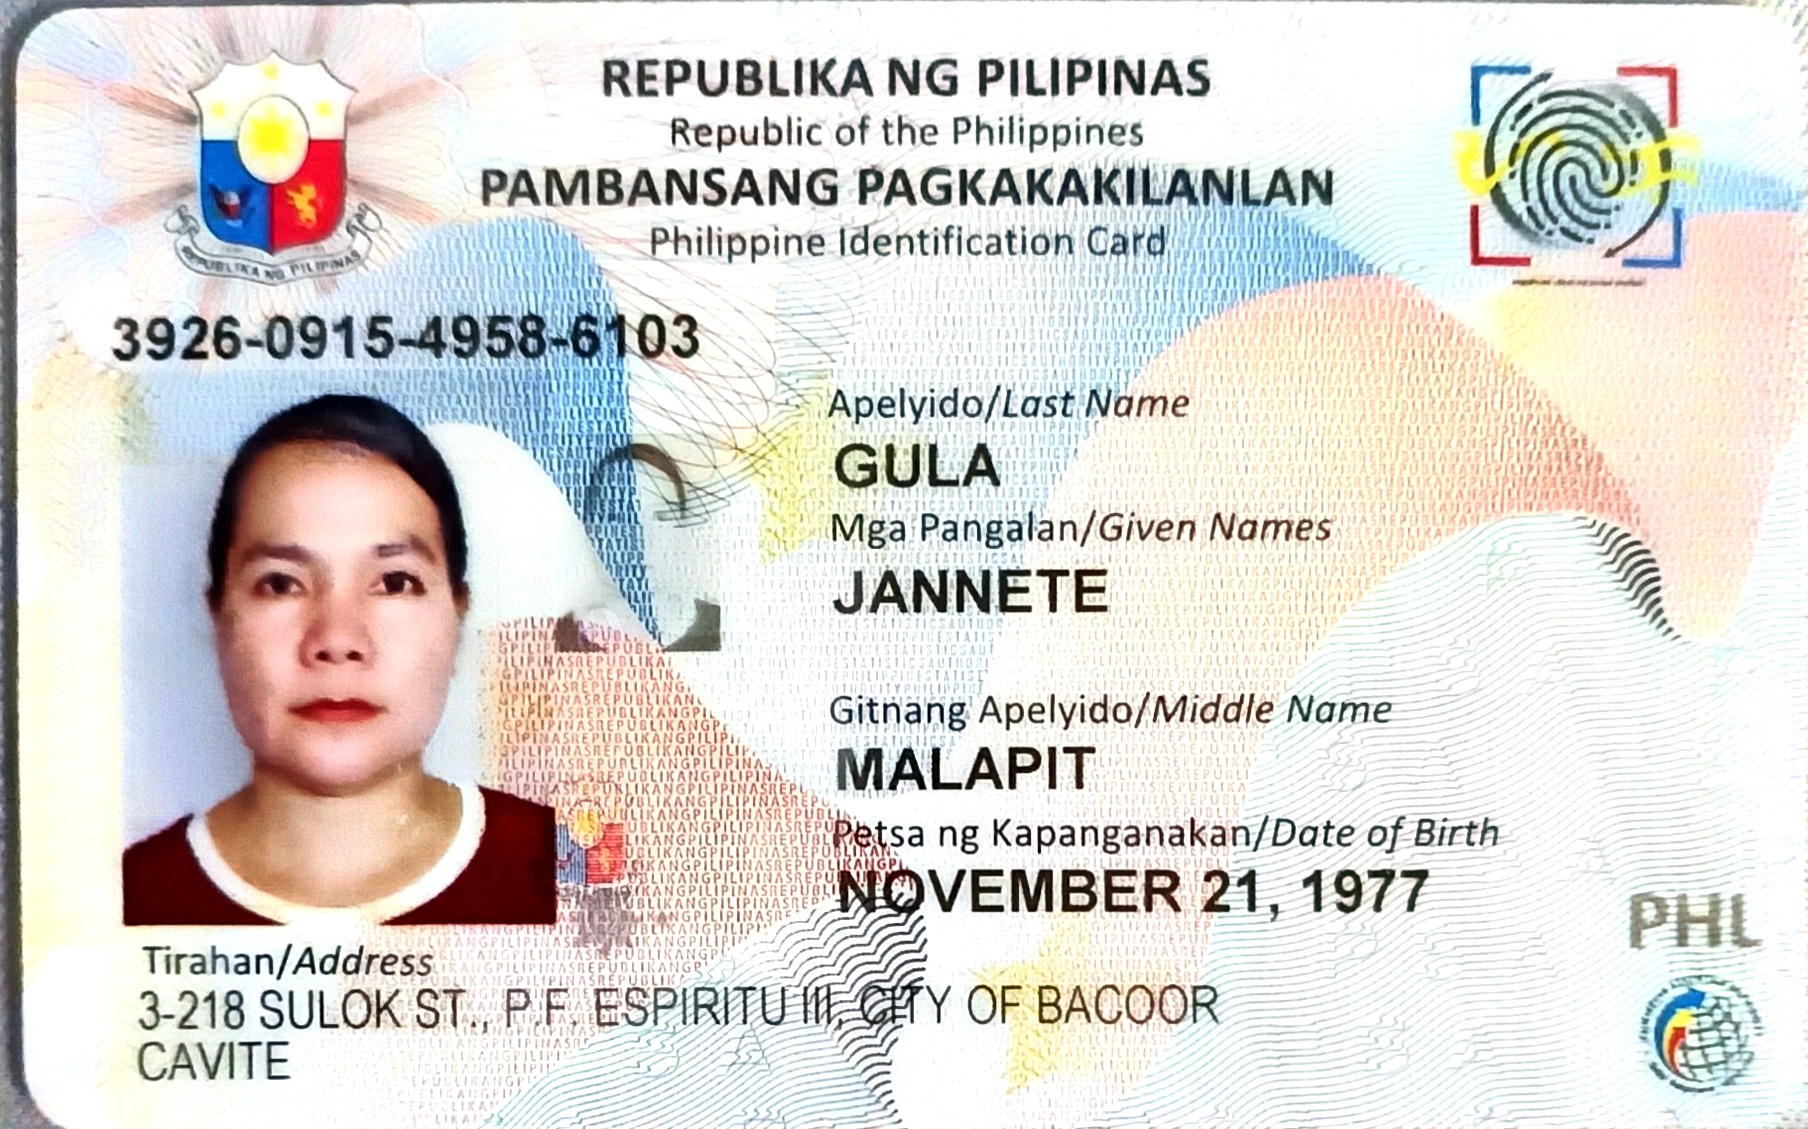 REPUBLIKA NG PILIPINAS
Republic of the Philippines
PAMBANSANG PAGKAKAKILANLAN
Philippine Identification Card
REPUBLIKA NG PILIPINAS
3926-0915-4958-6103
Apelyido/Last Name
GULA
Mga Pangalan/Given Names
JANNETE
Gitnang Apelyido/Middle Name
MALAPIT
Petsa ng Kapanganakan/Date of Birth
NOVEMBER 21, 1977
PHL
Tirahan/Address
3-218 SULOK ST., P.F. ESPIRITU III, CITY OF BACOOR
CAVITE